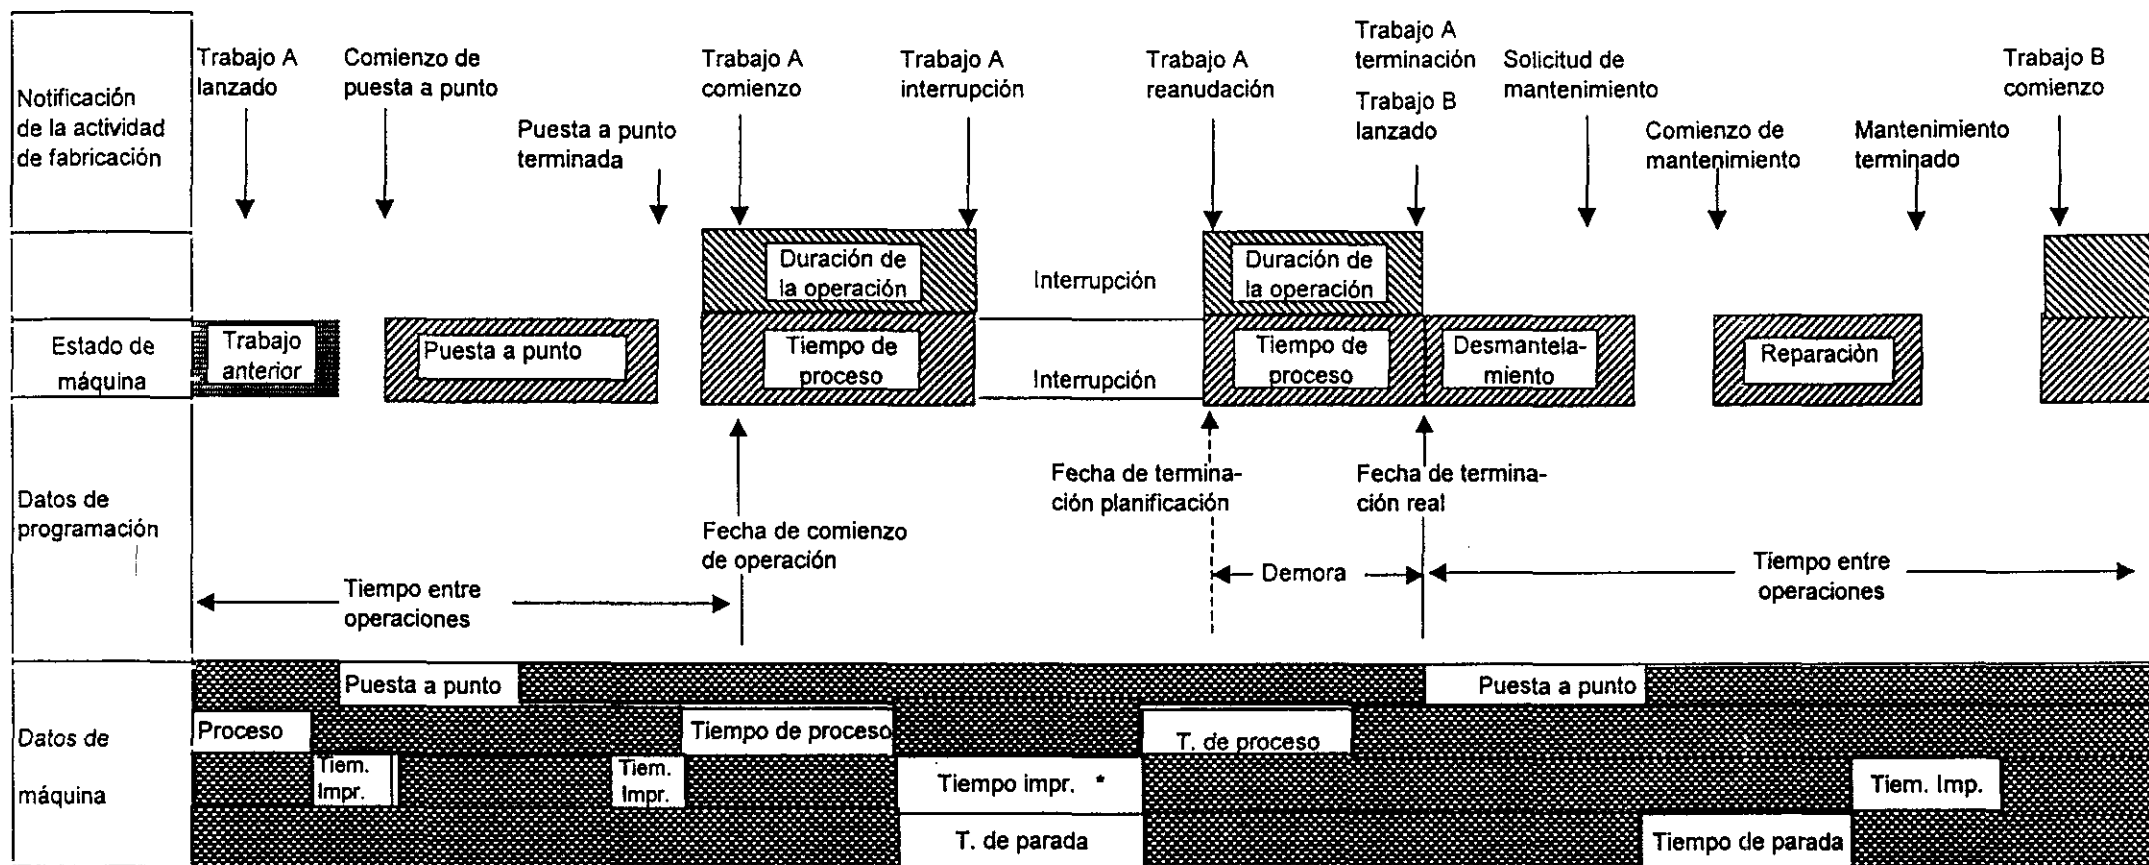 Notificación
de la actividad
de fabricación
Trabajo A
lanzado
Comienzo de
puesta a punto
Puesta a punto
terminada
Trabajo A
comienzo
Trabajo A
interrupción
Trabajo A
reanudación
Trabajo A
terminación
Trabajo B
lanzado
Solicitud de
mantenimiento
Comienzo de
mantenimiento
Mantenimiento
terminado
Trabajo B
comienzo
Duración de
la operación
Interrupción
Duración de
la operación
Estado de
máquina
Trabajo
anterior
Puesta a punto
Tiempo de
proceso
Interrupción
Tiempo de
proceso
Desmantela-
miento
Reparaciòn
Datos de
programación
Tiempo entre
operaciones
Fecha de comienzo
de operación
Fecha de termina-
ción planificación
Demora
Fecha de termina-
ción real
Tiempo entre
operaciones
Datos de
máquina
Puesta a punto
Puesta a punto
Proceso
Tiempo de proceso
T. de proceso
Tiem.
Impr.
Tiem.
Impr.
Tiempo impr. *
Tiem. Imp.
T. de parada
Tiempo de parada